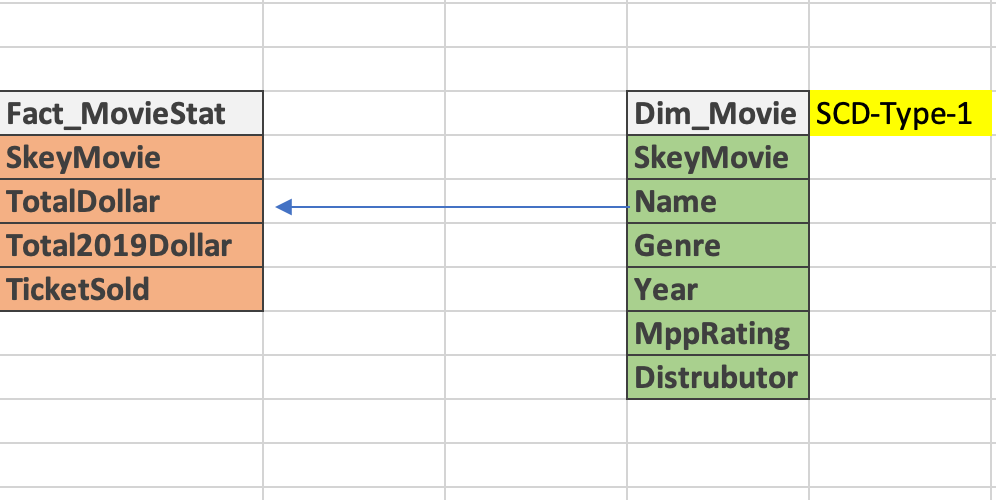 Fact_MovieStat
SkeyMovie
TotalDollar
Total2019Dollar
TicketSold
Dim_Movie SCD-Type-1
SkeyMovie
Name
Genre
Year
MppRating
Distrubutor